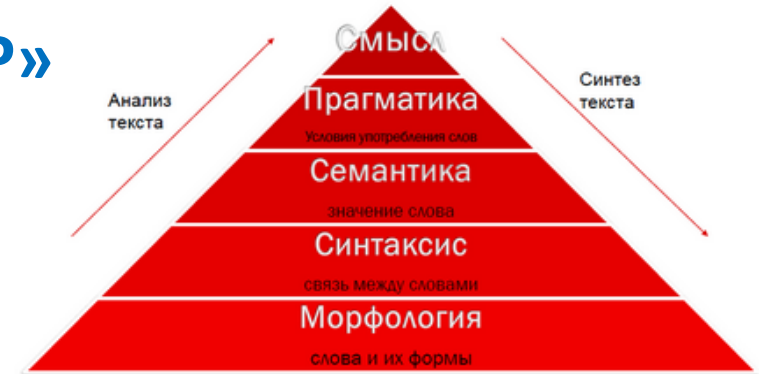 Р»
Смысл
Анализ
текста
Синтез
текста
Прагматика
Условия употребления слов
Семантика
значение слова
Синтаксис
связь между словами
Морфология
слова и их формы